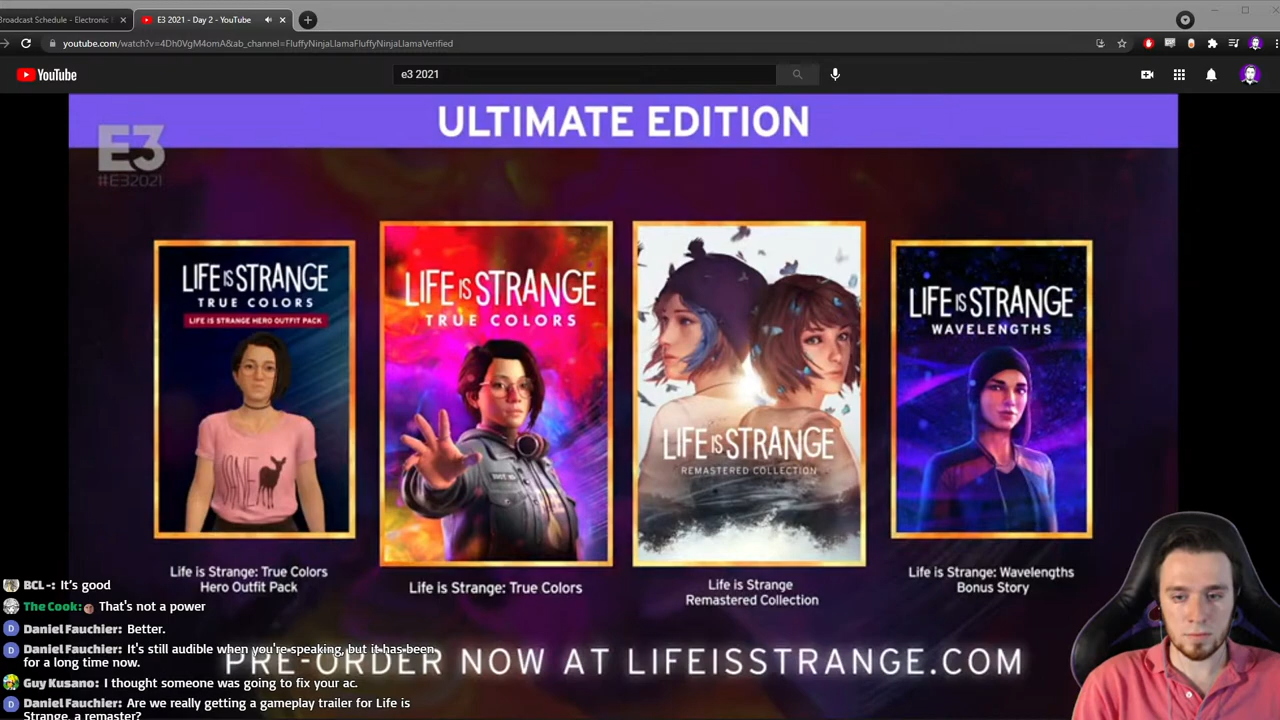 Broadcast Schedule - Electronic
E3 2021 - Day 2 - YouTube
youtube.com/watch?v=4Dh0VgM4omA&ab_channel=FluffyNinjaLlamaFluffyNinjaLlamaVerified
YouTube
e3 2021
ULTIMATE EDITION
E3
#E32021
LIFE IS STRANGE
TRUE COLORS
LIFE IS STRANGE HERO OUTFIT PACK
JANE
Life is Strange: True Colors
Hero Outfit Pack
LIFE IS STRANGE
TRUE COLORS
Life is Strange: True Colors
LIFE IS STRANGE
REMASTERED COLLECTION
Life is Strange
Remastered Collection
LIFE IS STRANGE
WAVELENGTHS
Life is Strange: Wavelengths
Bonus Story
PRE-ORDER NOW AT LIFEISSTRANGE.COM
BCL -: It's good
The Cook: That's not a power
Daniel Fauchier: Better.
Daniel Fauchier: It's still audible when you're speaking, but it has been
for a long time now.
Guy Kusano: I thought someone was going to fix your ac.
Daniel Fauchier: Are we really getting a gameplay trailer for Life is
Strange, a remaster?